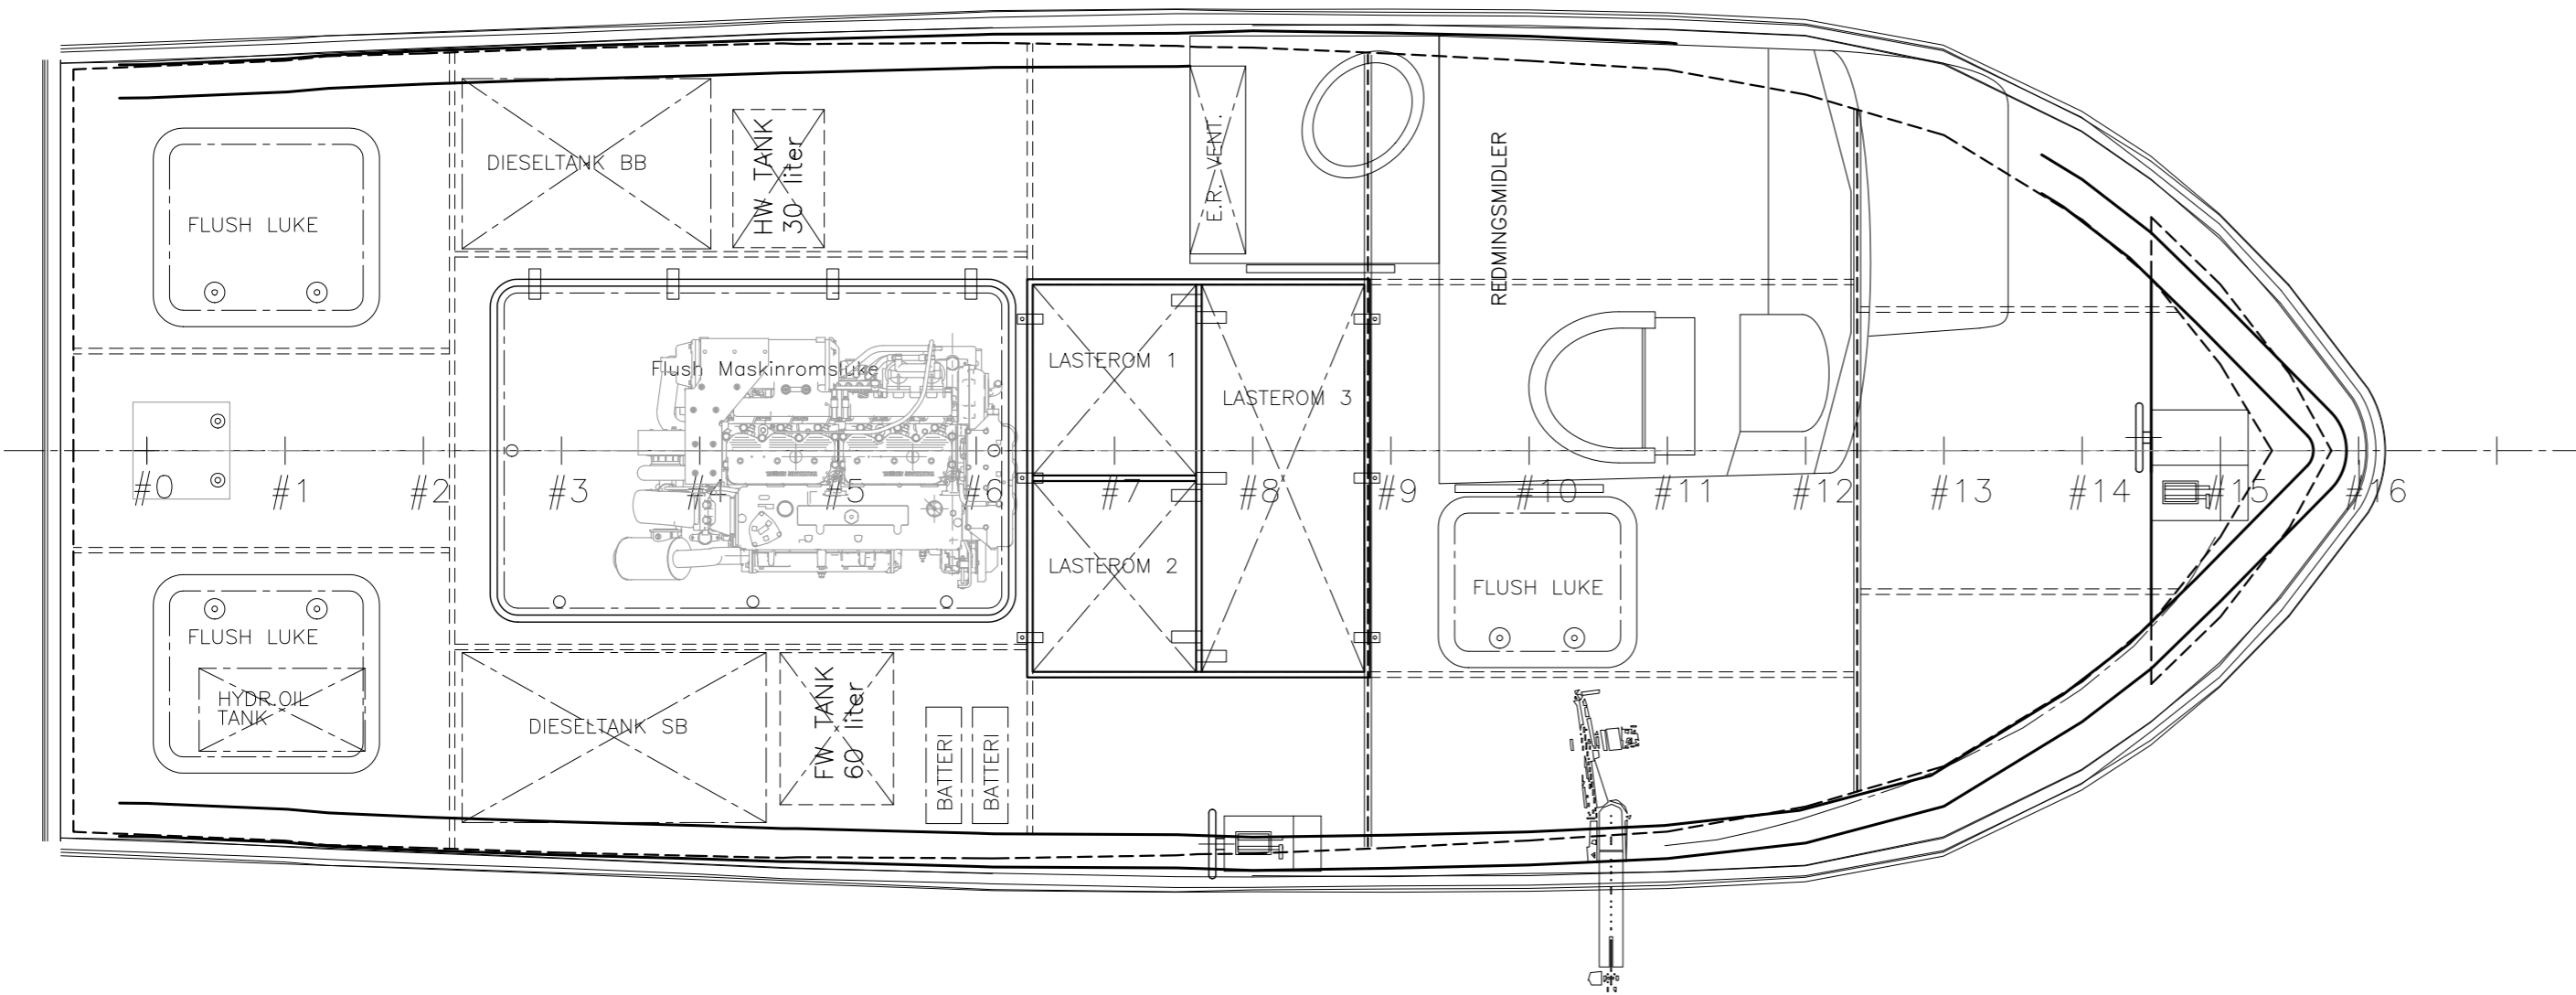 DIESELTANK BB
HW TANK
30 liter
E.R. VENT.
REDMINGSMIDLER
FLUSH LUKE
Flush Maskinromsluke
LASTEROM 1
LASTEROM 3
#0
#1
#2
#3
#4
#5
#6
#7
#8
#9
#10
#11
#12
#13
#14
#15
#16
LASTEROM 2
FLUSH LUKE
FLUSH LUKE
HYDR.OIL
TANK
DIESELTANK SB
FW TANK
60 liter
BATTERI
BATTERI